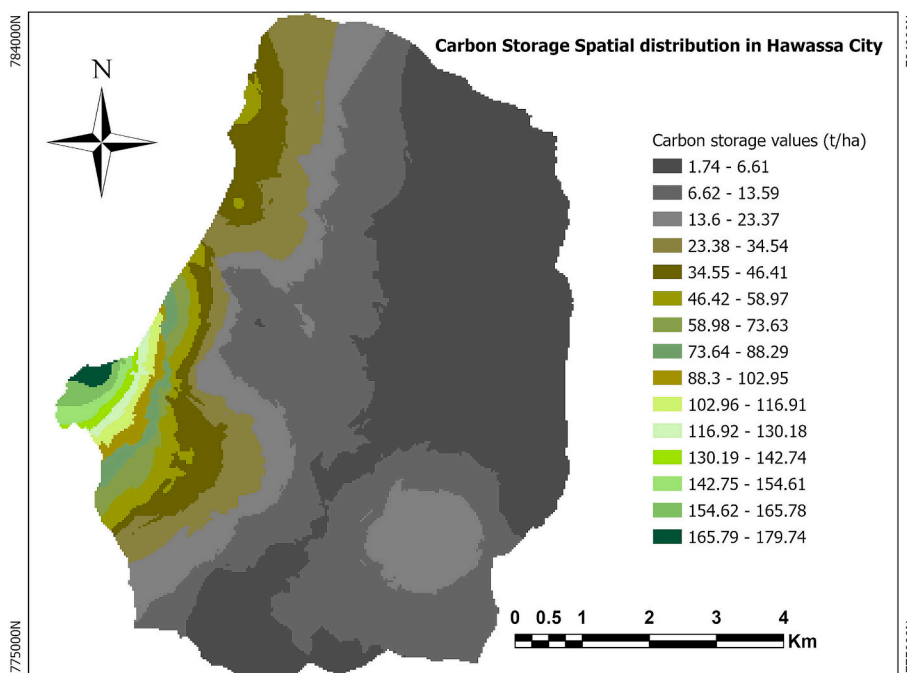 784000N
Carbon Storage Spatial distribution in Hawassa City
N
Carbon storage values (t/ha)
1.74 - 6.61
6.62 - 13.59
13.6 - 23.37
23.38 - 34.54
34.55 - 46.41
46.42 - 58.97
58.98 - 73.63
73.64 - 88.29
88.3 - 102.95
102.96 - 116.91
116.92 - 130.18
130.19 - 142.74
142.75 - 154.61
154.62 - 165.78
165.79 - 179.74
0 0.5 1 2 3 4
Km
775000N